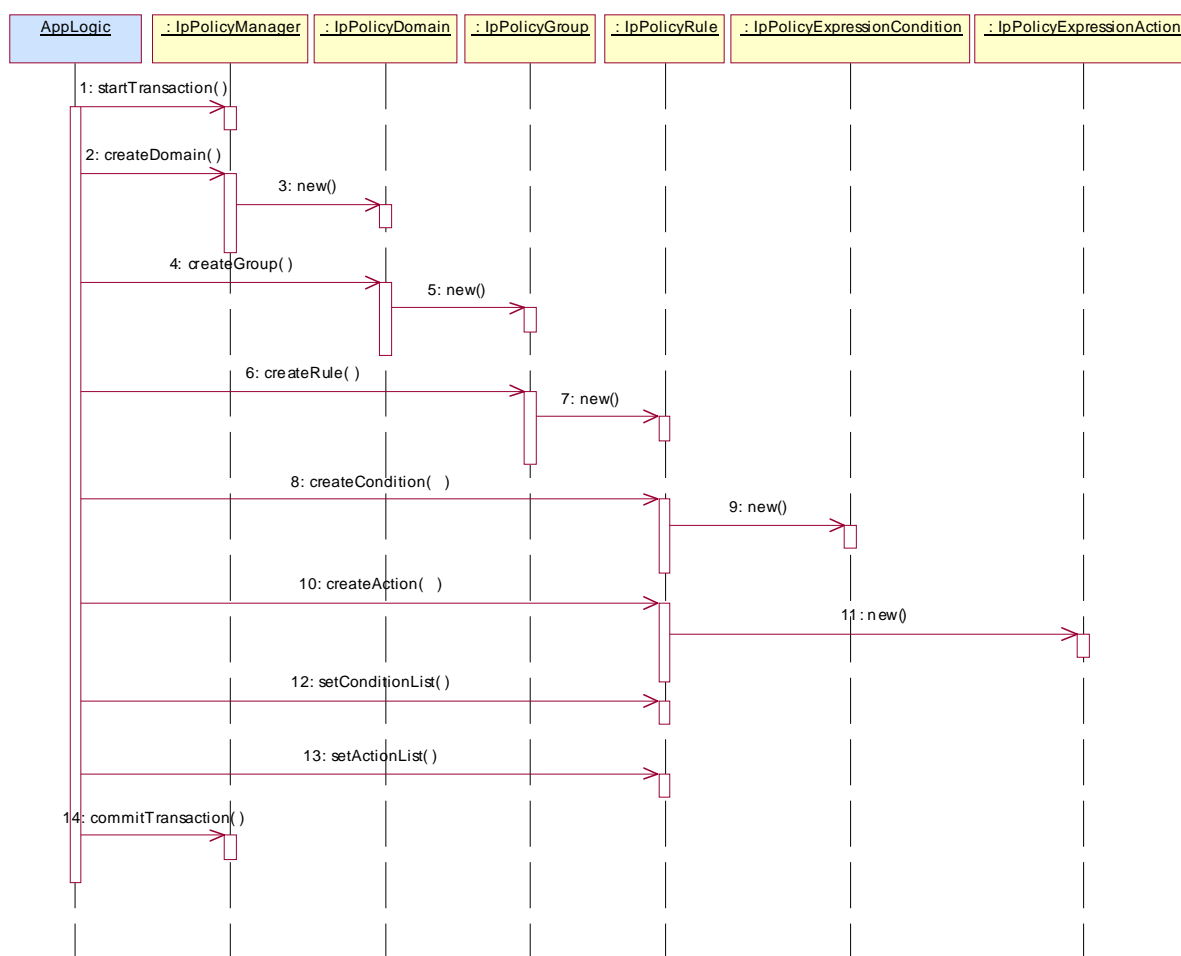 AppLogic
: IpPolicyManager
: IpPolicyDomain
: IpPolicyGroup
: IpPolicyRule
: IpPolicyExpressionCondition
: IpPolicyExpressionAction
1: startTransaction()
2: createDomain( )
3: new()
4: createGroup( )
5: new()
6: createRule( )
7: new()
8: createCondition( )
9: new()
10: createAction( )
11: new()
12: setConditionList( )
13: setActionList( )
14: commitTransaction( )